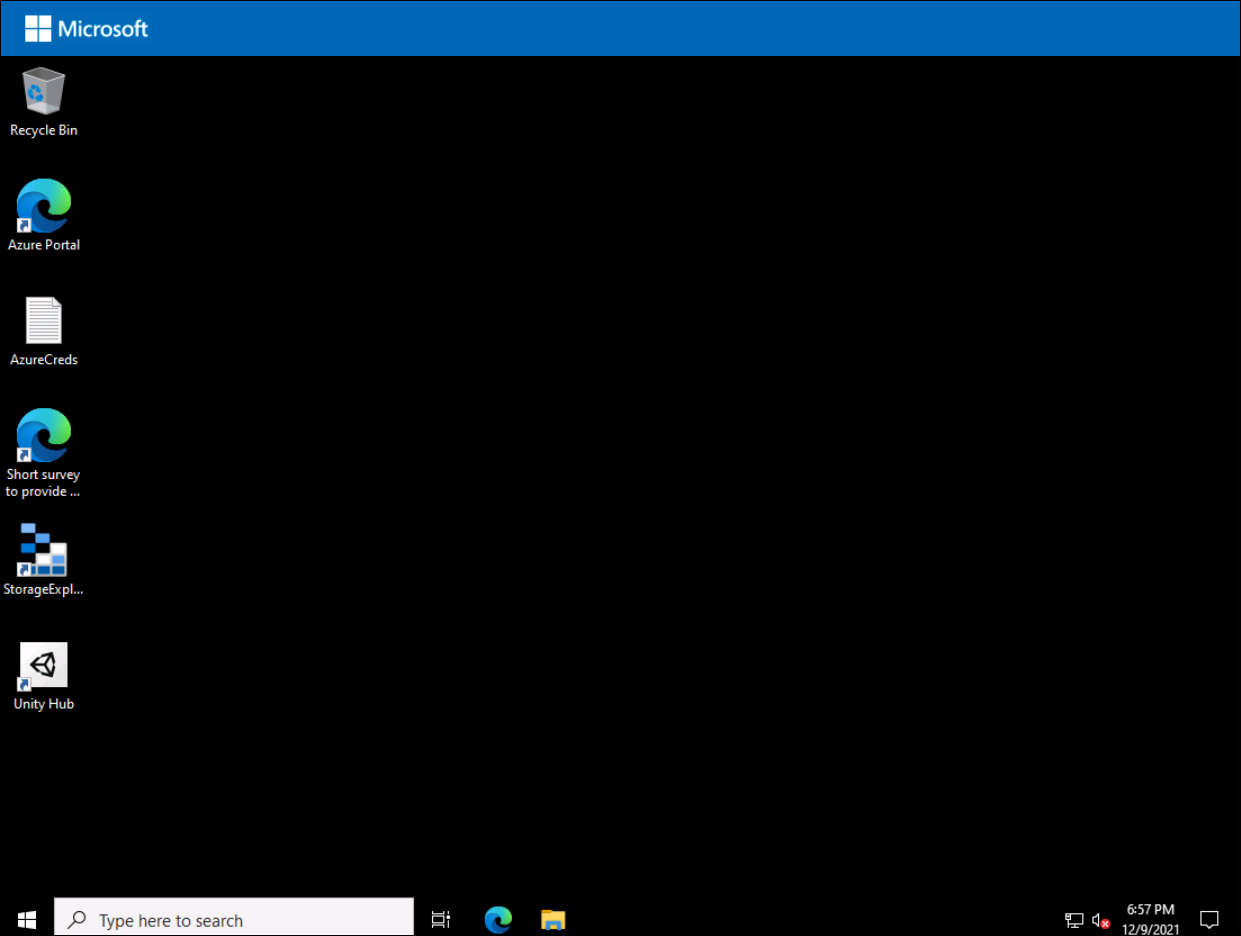 Microsoft
Recycle Bin
Azure Portal
AzureCreds
Short survey
to provide ...
StorageExpl...
Unity Hub
Type here to search
6:57 PM
12/9/2021